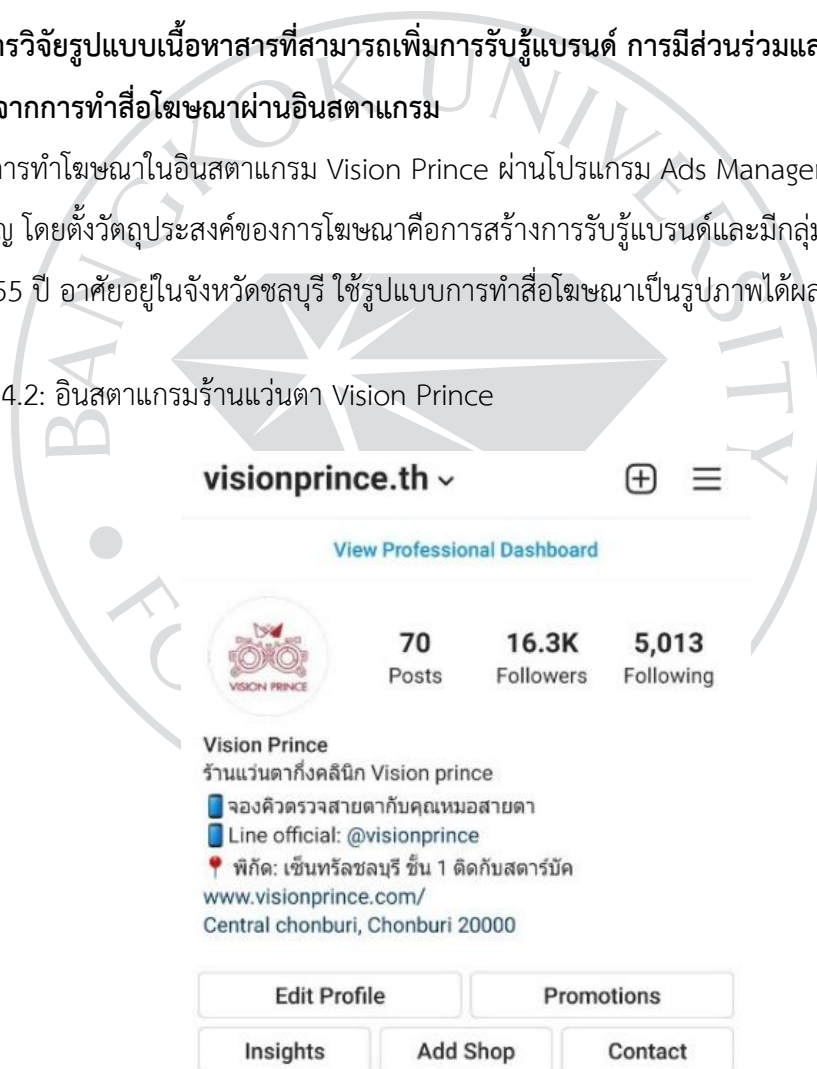 ารวิจัยรูปแบบเนื้อหาสารที่สามารถเพิ่มการรับรู้แบรนด์ การมีส่วนร่วมแล
จากการทำสื่อโฆษณาผ่านอินสตาแกรม
การทำโฆษณาในอินสตาแกรม Vision Prince ผ่านโปรแกรม Ads Manager
ญ โดยตั้งวัตถุประสงค์ของการโฆษณาคือการสร้างการรับรู้แบรนด์และมีกลุ่ม
55 ปี อาศัยอยู่ในจังหวัดชลบุรี ใช้รูปแบบการทำสื่อโฆษณาเป็นรูปภาพได้ผล
4.2: อินสตาแกรมร้านแว่นตา Vision Prince
BANGKOK UNIVERSITY
visionprince.th
View Professional Dashboard
VISION PRINCE
70 16.3K 5,013
Posts Followers Following
Vision Prince
ร้านแว่นตากึ่งคลินิก Vision prince
จองคิวตรวจสายตากับคุณหมอสายตา
Line official: @visionprince
พิกัด: เซ็นทรัลชลบุรี ชั้น 1 ติดกับสตาร์บัค
www.visionprince.com/
Central chonburi, Chonburi 20000
Edit Profile Promotions
Insights Add Shop Contact